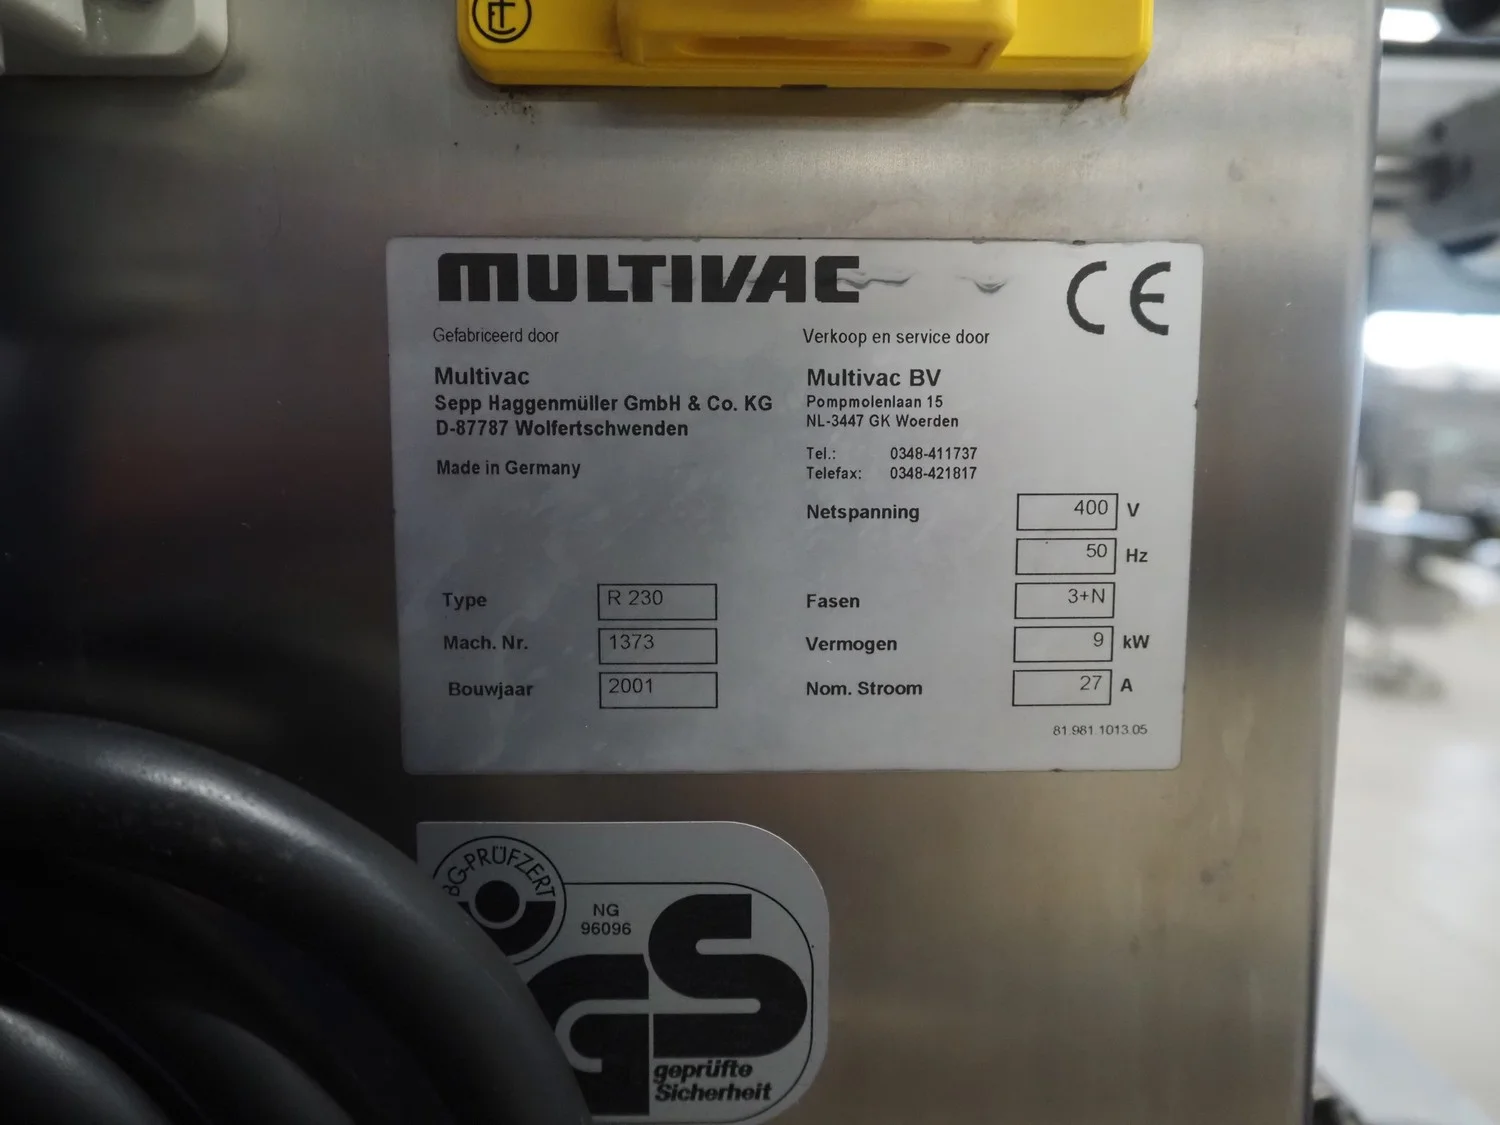 MULTIVAC
CE
Gefabriceerd door
Multivac
Sepp Haggenmüller GmbH & Co. KG
D-87787 Wolfertschwenden
Made in Germany
Verkoop en service door
Multivac BV
Pompmolenlaan 15
NL-3447 GK Woerden
Tel.: 0348-411737
Telefax: 0348-421817
Netspanning 400 V
50 Hz
Type R 230
Fasen 3+N
Mach. Nr. 1373
Vermogen 9 kW
Bouwjaar 2001
Nom. Stroom 27 A
81.981.1013.05
BG-PRÜFZERT
NG
96096
GS
geprüfte
Sicherheit